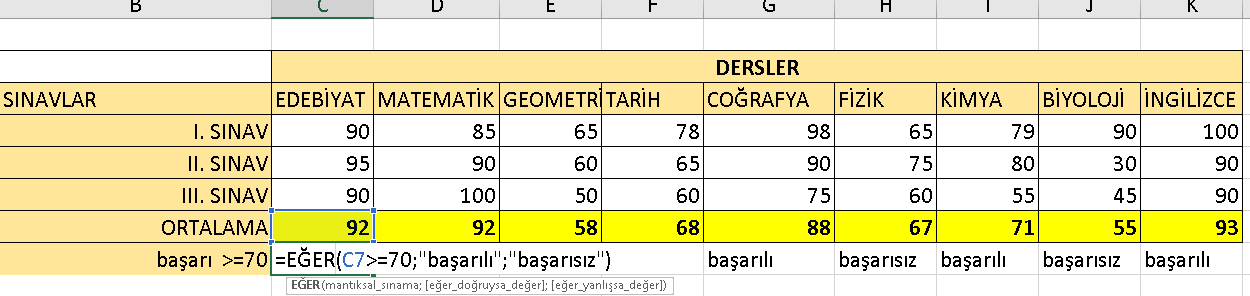 B C D E F G H I J K
DERSLER
SINAVLAR EDEBİYAT MATEMATİK GEOMETRİ TARİH COĞRAFYA FİZİK KİMYA BİYOLOJİ İNGİLİZCE
I. SINAV 90 85 65 78 98 65 79 90 100
II. SINAV 95 90 60 65 90 75 80 30 90
III. SINAV 90 100 50 60 75 60 55 45 90
ORTALAMA 92 92 58 68 88 67 71 55 93
başarı >=70 =EĞER(C7>=70;"başarılı";"başarısız") başarılı başarısız başarılı başarısız başarılı
EĞER(mantıksal_sınama; [eğer_doğruysa_değer]; [eğer_yanlışsa_değer])